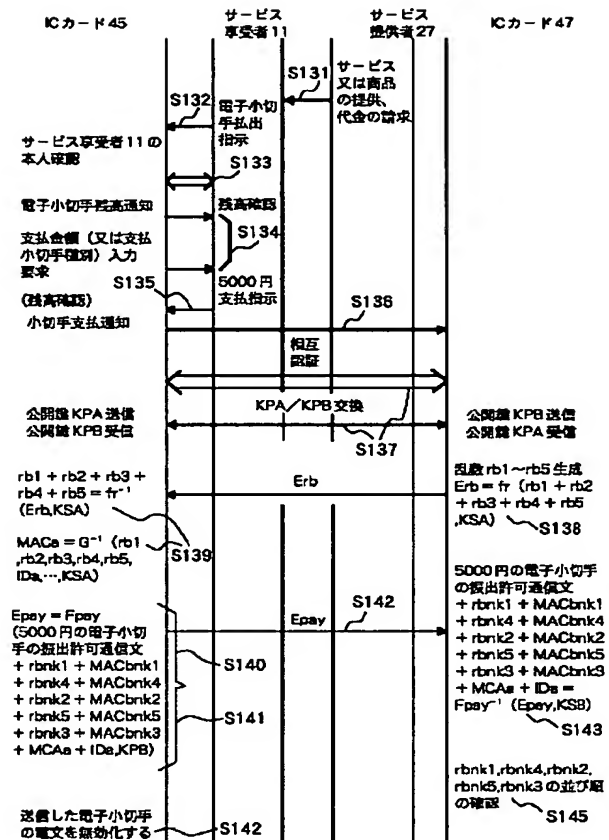 ICカード45
サービス
享受者11
サービス
提供者27
ICカード47
S131
サービス
又は商品
の提供、
代金の請求
S132
電子小切
手払出
指示
サービス享受者11の
本人確認
S133
電子小切手残高通知
残高確認
支払金額(又は支払
小切手種別)入力
要求
S134
S135
5000円
支払指示
(残高確認)
小切手支払通知
S136
相互
認証
KPA/KPB交換
公開鍵KPA送信
公開鍵KPB受信
公開鍵KPB送信
公開鍵KPA受信
S137
rb1 + rb2 + rb3 +
rb4 + rb5 = fr⁻¹
(Erb,KSA)
Erb
乱数rb1~rb5生成
Erb = fr (rb1 + rb2
+ rb3 + rb4 + rb5
,KSA)
S138
MACa = G⁻¹ (rb1
,rb2,rb3,rb4,rb5,
IDa,…,KSA)
S139
Epay = Fpay
(5000円の電子小切
手の振出許可通信文
+ rbnk1 + MACbnk1
+ rbnk4 + MACbnk4
+ rbnk2 + MACbnk2
+ rbnk5 + MACbnk5
+ rbnk3 + MACbnk3
+ MCAa + IDa,KPB)
S140
S141
Epay
S142
5000円の電子小切手
の振出許可通信文
+ rbnk1 + MACbnk1
+ rbnk4 + MACbnk4
+ rbnk2 + MACbnk2
+ rbnk5 + MACbnk5
+ rbnk3 + MACbnk3
+ MCAa + IDa =
Fpay⁻¹ (Epay,KSB)
S143
rbnk1,rbnk4,rbnk2,
rbnk5,rbnk3の並び順
の確認
S145
送信した電子小切手
の電文を無効化する
S142